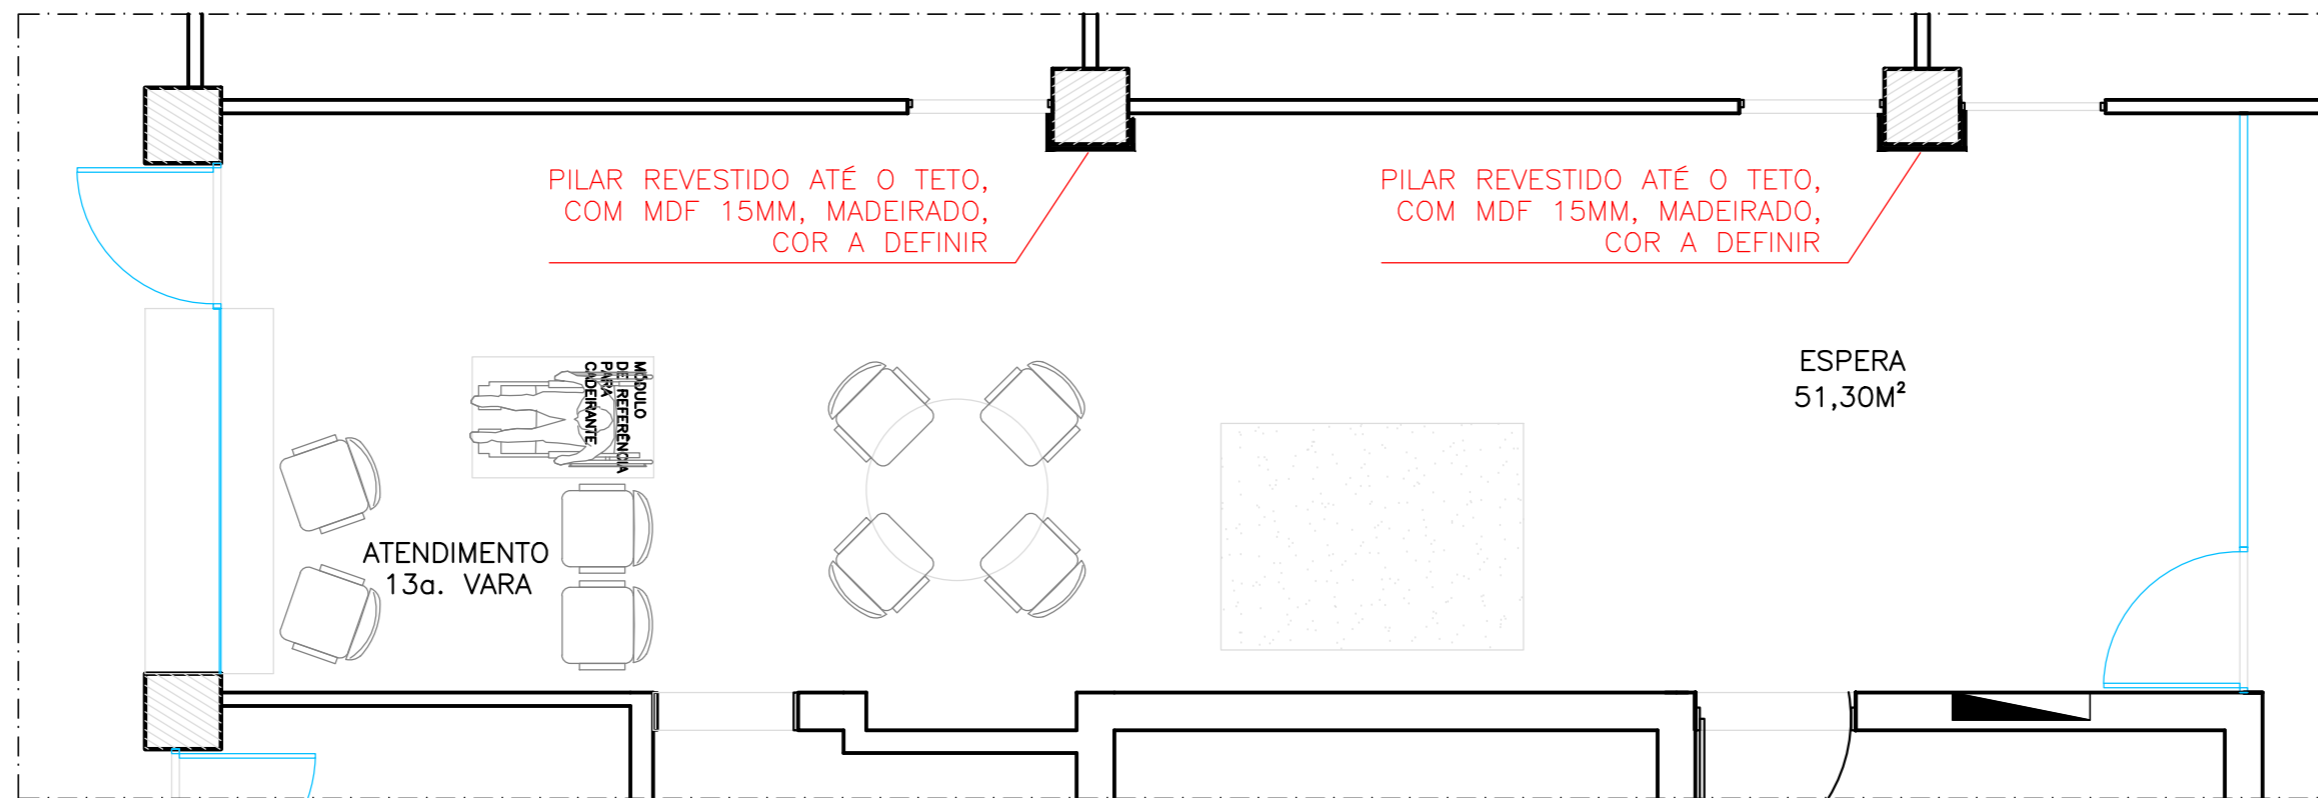 PILAR REVESTIDO ATÉ O TETO,
COM MDF 15MM, MADEIRADO,
COR A DEFINIR
PILAR REVESTIDO ATÉ O TETO,
COM MDF 15MM, MADEIRADO,
COR A DEFINIR
MÓDULO
DE REFERÊNCIA
PARA
CADEIRANTE
ESPERA
51,30M²
ATENDIMENTO
13a. VARA